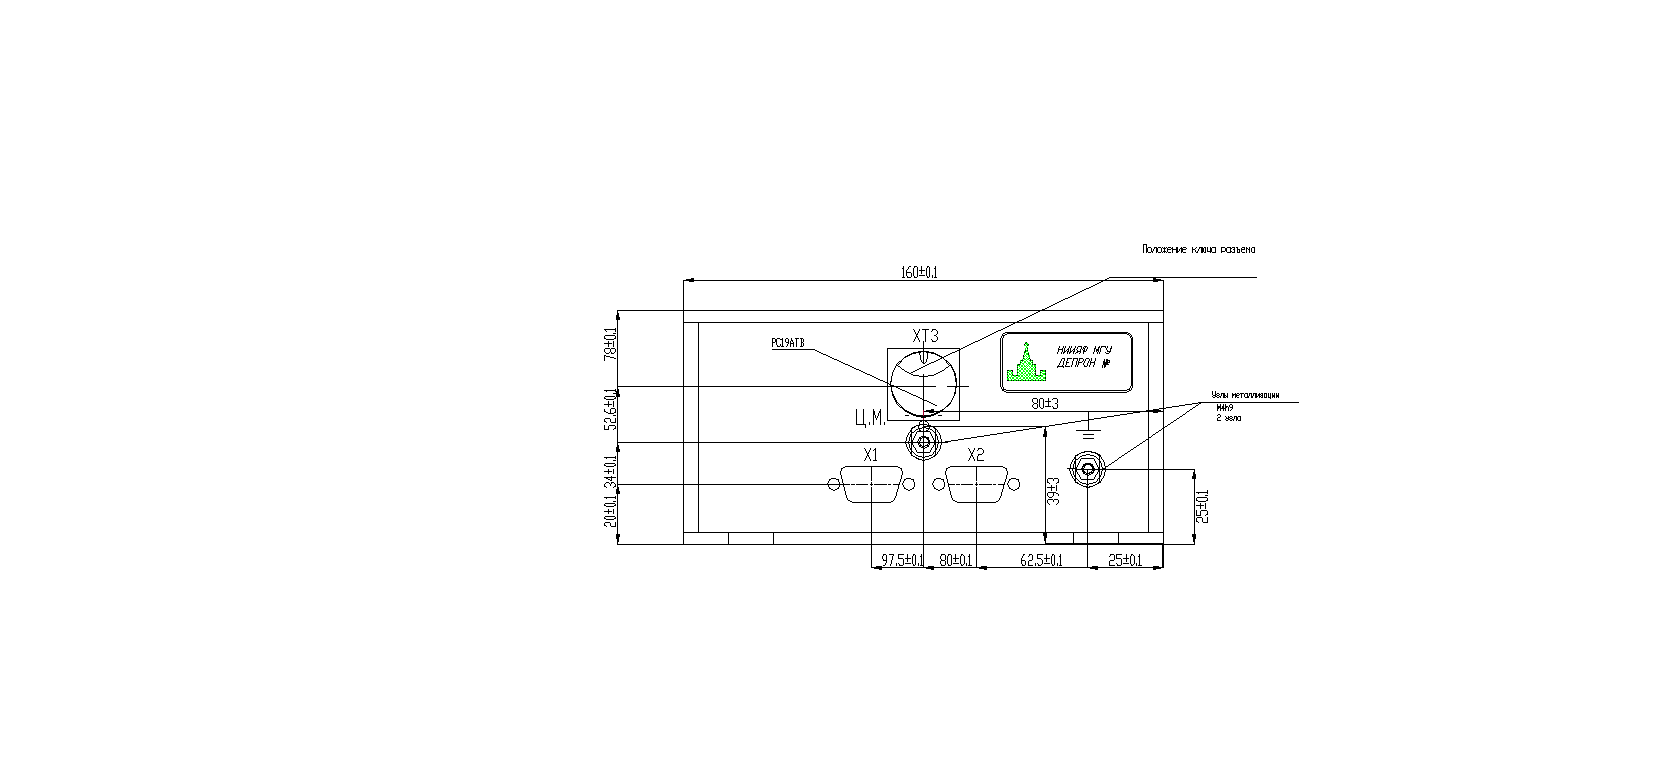 Положение ключа разъема
160±0.1
78±0.1
ХТ3
РС19АТВ
НИИЯФ МГУ
ДЕПРОН №
Узлы металлизации
М4Н9
2 узла
80±3
52.6±0.1
Ц.М.
Х1
Х2
34±0.1
39±3
20±0.1
25±0.1
97.5±0.1
80±0.1
62.5±0.1
25±0.1